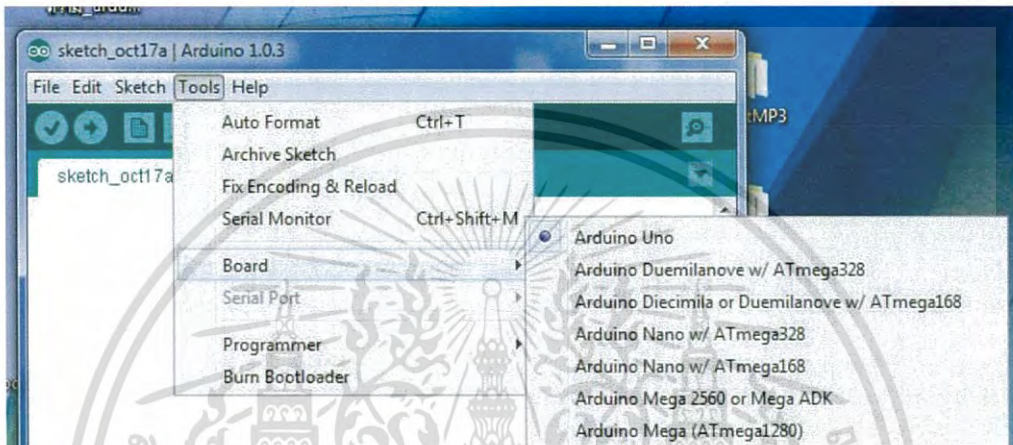 sketch_oct17a | Arduino 1.0.3
File Edit Sketch Tools Help
tMP3
sketch_oct17a
Auto Format Ctrl+T
Archive Sketch
Fix Encoding & Reload
Serial Monitor Ctrl+Shift+M
Board
Serial Port
Programmer
Burn Bootloader
Arduino Uno
Arduino Duemilanove w/ ATmega328
Arduino Diecimila or Duemilanove w/ ATmega168
Arduino Nano w/ ATmega328
Arduino Nano w/ ATmega168
Arduino Mega 2560 or Mega ADK
Arduino Mega (ATmega1280)